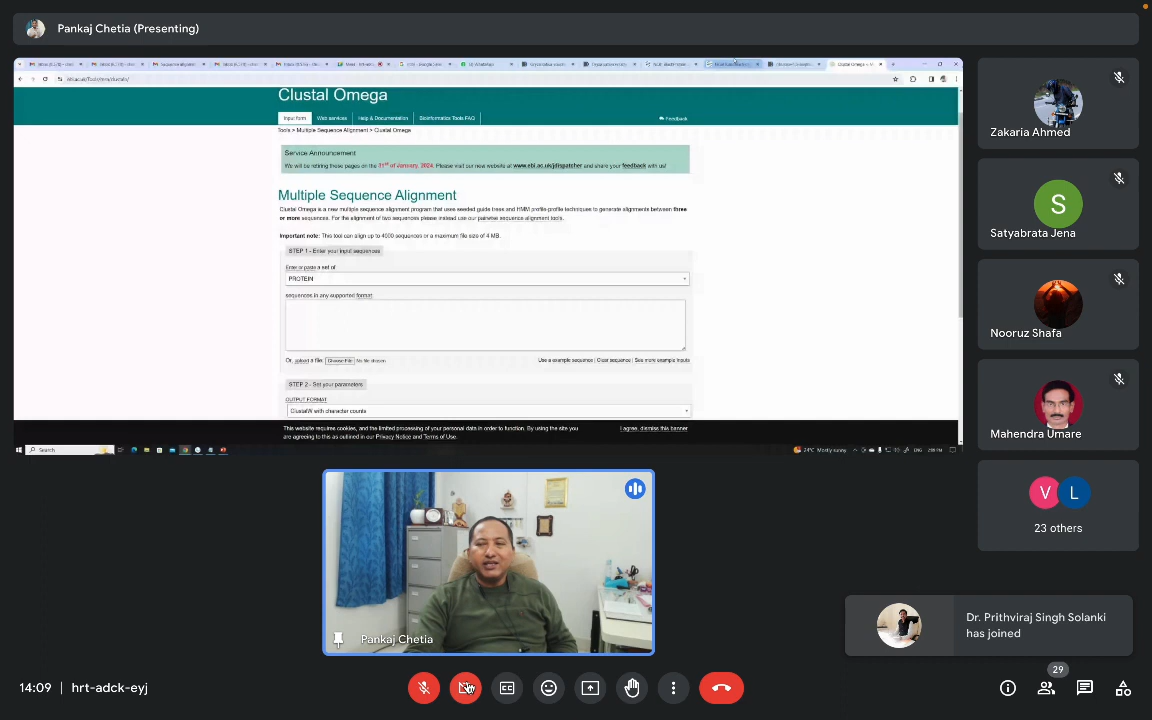 Pankaj Chetia (Presenting)
Clustal Omega
Input form
Web services
Help & Documentation
Bioinformatics Tools FAQ
Feedback
Tools > Multiple Sequence Alignment > Clustal Omega
Service Announcement
We will be retiring these pages on the 31st of January, 2024. Please visit our new website at www.ebi.ac.uk/jdispatcher and share your feedback with us!
Multiple Sequence Alignment
Clustal Omega is a new multiple sequence alignment program that uses seeded guide trees and HMM profile-profile techniques to generate alignments between three
or more sequences. For the alignment of two sequences please instead use our pairwise sequence alignment tools.
Important note: This tool can align up to 4000 sequences or a maximum file size of 4 MB.
STEP 1 - Enter your input sequences
Enter or paste a set of
PROTEIN
sequences in any supported format:
Or, upload a file: Choose File No file chosen
Use a example sequence | Clear sequence | See more example inputs
STEP 2 - Set your parameters
OUTPUT FORMAT
ClustalW with character counts
This website requires cookies, and the limited processing of your personal data in order to function. By using the site you
are agreeing to this as outlined in our Privacy Notice and Terms of Use.
I agree, dismiss this banner
Search
24°C Mostly sunny
ENG
Zakaria Ahmed
S
Satyabrata Jena
Nooruz Shafa
Mahendra Umare
V L
23 others
Pankaj Chetia
Dr. Prithviraj Singh Solanki
has joined
14:09 | hrt-adck-eyj
29